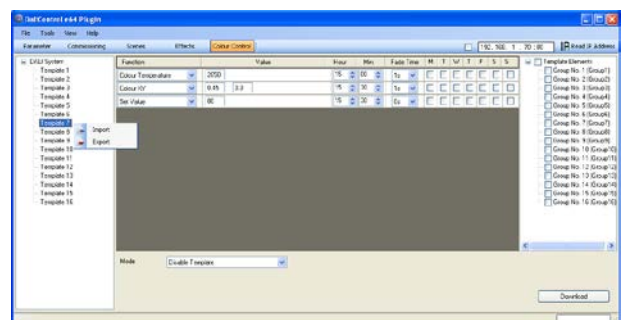 DaliControl e64 Plugin
File Tools View Help
Parameter Commissioning Scenes Effects Colour Control
192. 168. 1 . 70 : 80 Read IP Address
DALI System
Template 1
Template 2
Template 3
Template 4
Template 5
Template 6
Template 7
Template 8
Template 9
Template 10
Template 11
Template 12
Template 13
Template 14
Template 15
Template 16
Import
Export
Function Value Hour Min Fade Time M T W T F S S
Colour Temperature 2650 15 00 1s
Colour XY 15 30 1s
Set Value 15 30
Mode Disable Template
Template Elements
Group No. 1 (Group1)
Group No. 2 (Group2)
Group No. 3 (Group3)
Group No. 4 (Group4)
Group No. 5 (Group5)
Group No. 6 (Group6)
Group No. 7 (Group7)
Group No. 8 (Group8)
Group No. 9 (Group9)
Group No. 10 (Group10)
Group No. 11 (Group11)
Group No. 12 (Group12)
Group No. 13 (Group13)
Group No. 14 (Group14)
Group No. 15 (Group15)
Group No. 16 (Group16)
Download